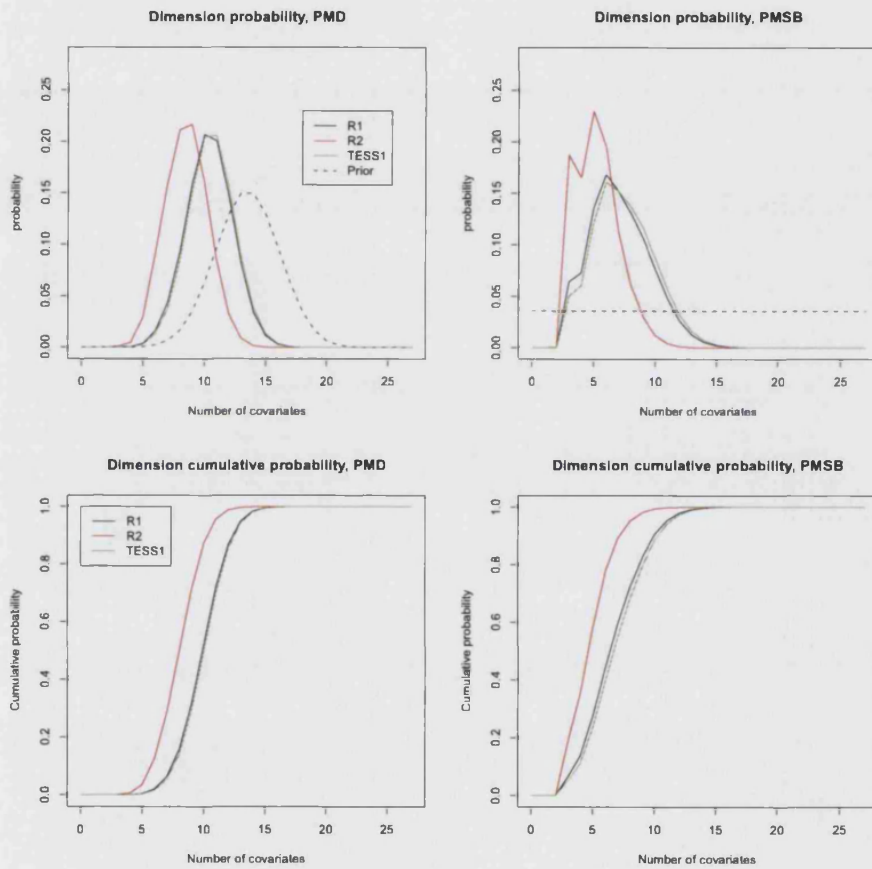 Dimension probability, PMD
probability
0.00 0.05 0.10 0.15 0.20 0.25
R1
R2
TESS1
Prior
0 5 10 15 20 25
Number of covariates
Dimension probability, PMSB
probability
0.00 0.05 0.10 0.15 0.20 0.25
0 5 10 15 20 25
Number of covariates
Dimension cumulative probability, PMD
Cumulative probability
0.0 0.2 0.4 0.6 0.8 1.0
R1
R2
TESS1
0 5 10 15 20 25
Number of covariates
Dimension cumulative probability, PMSB
Cumulative probability
0.0 0.2 0.4 0.6 0.8 1.0
0 5 10 15 20 25
Number of covariates